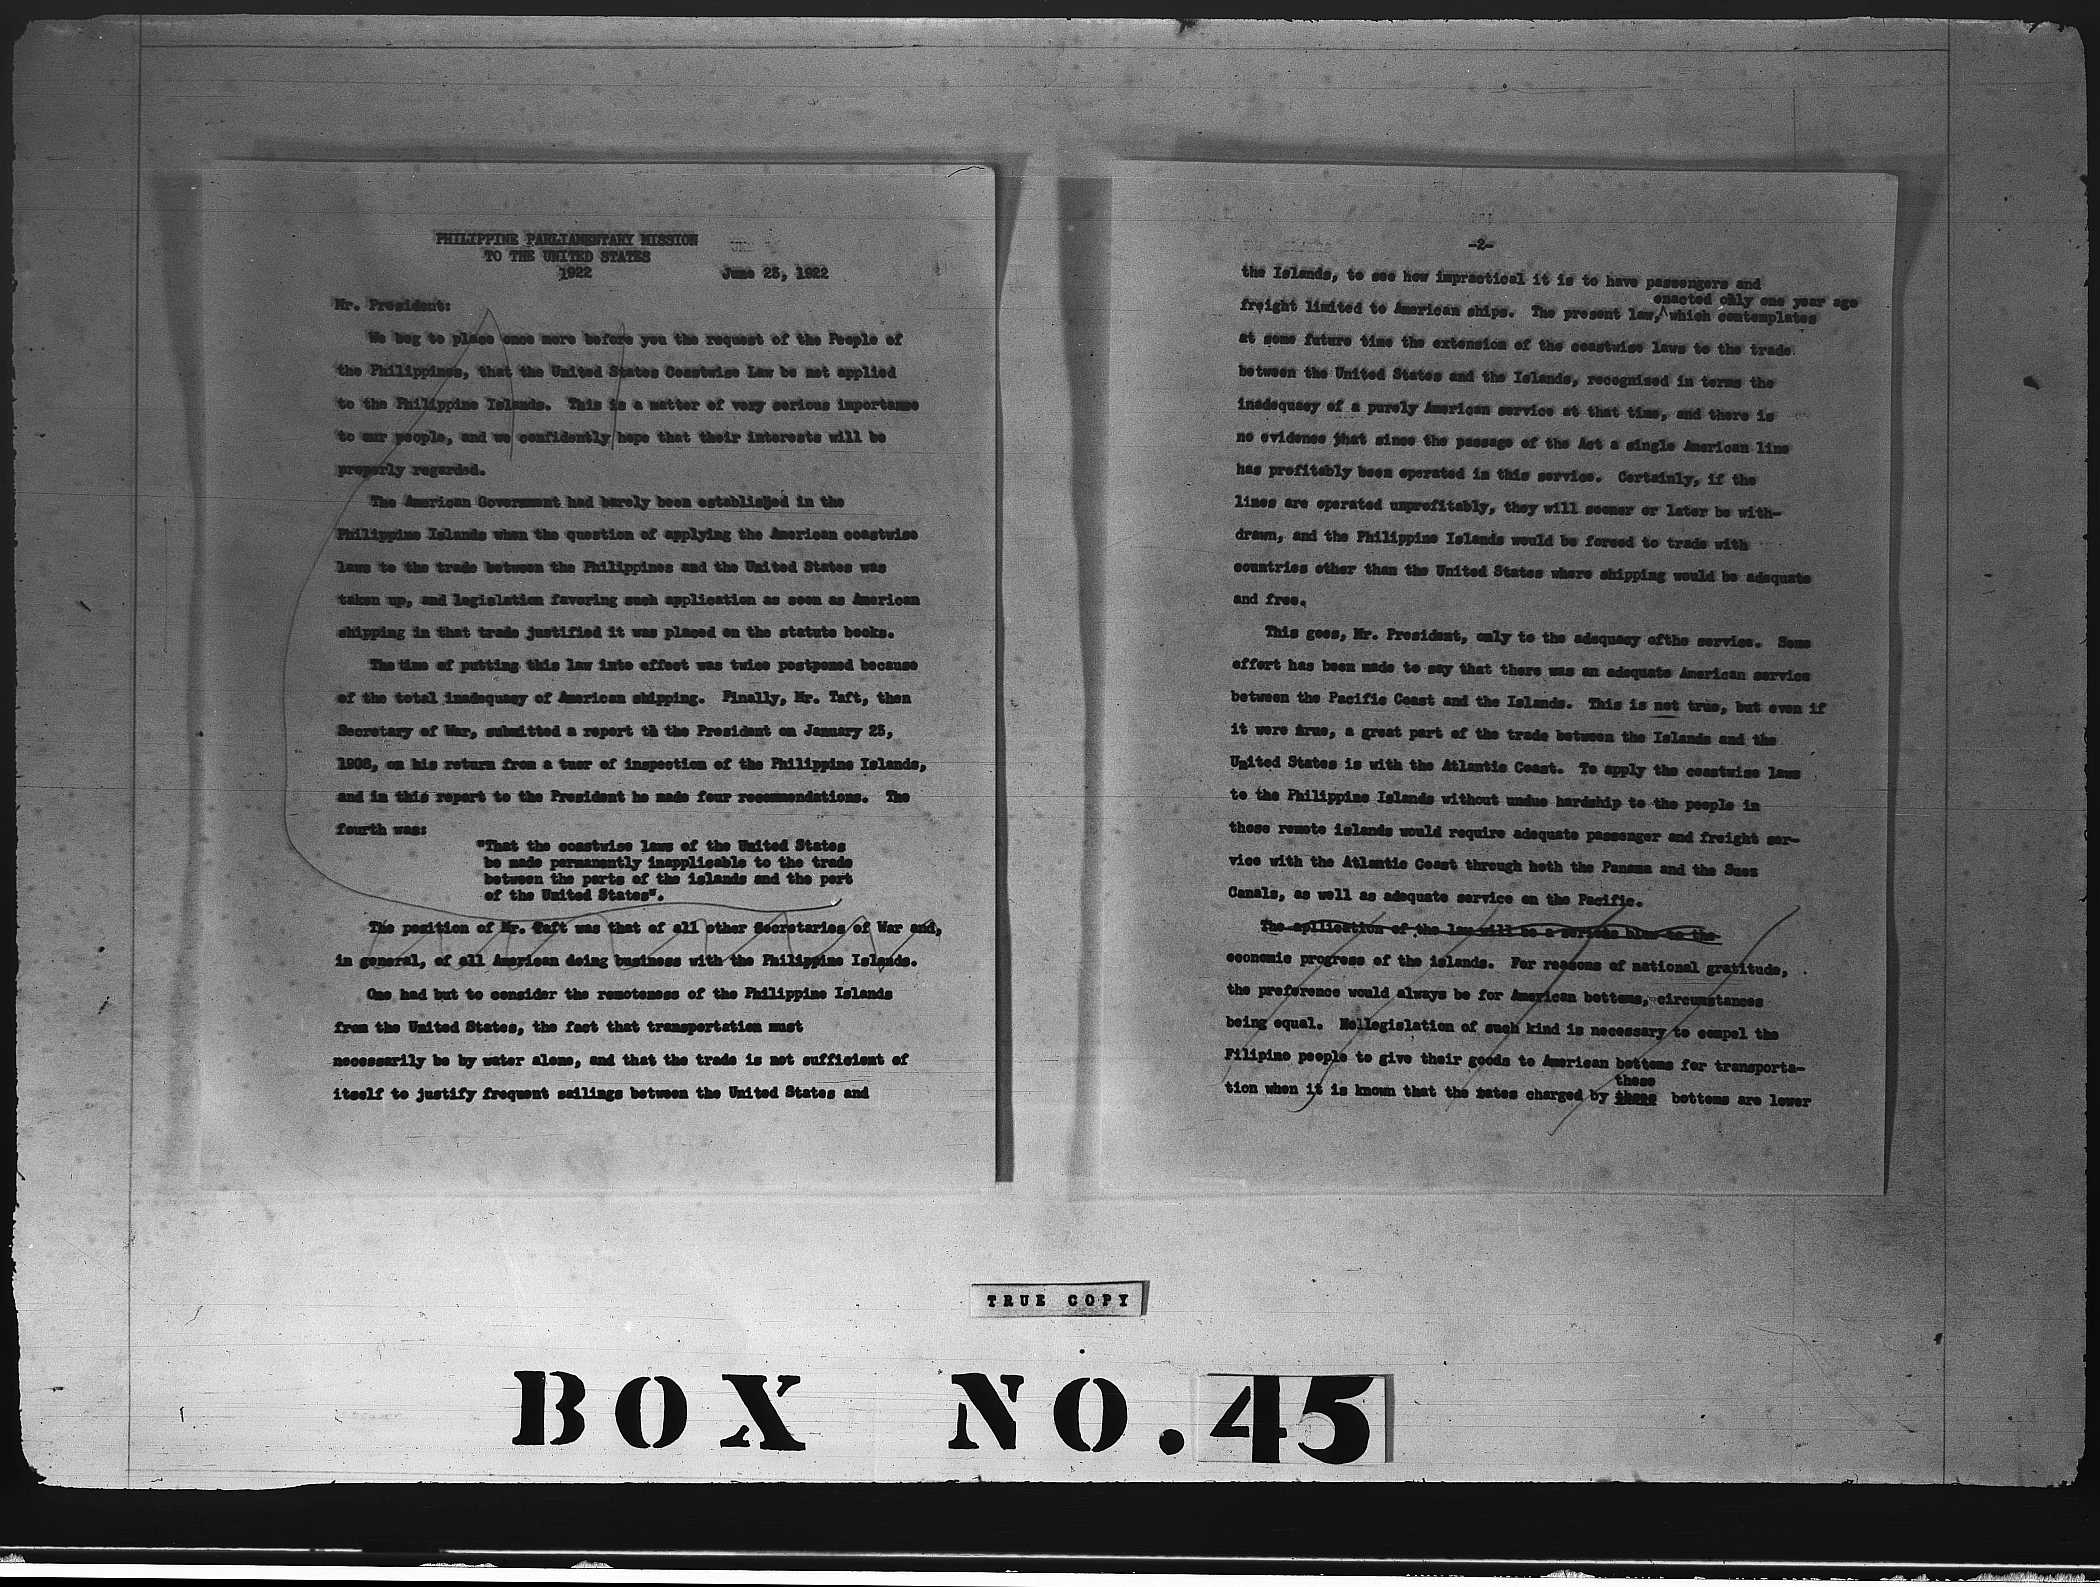 PHILIPPINE PARLIAMENTARY MISSION
TO THE UNITED STATES
1922 June 23, 1922
Mr. President:
We beg to place once more before you the request of the People of
the Philippines, that the United States Coastwise Law be not applied
to the Philippine Islands. This is a matter of very serious importance
to our people, and we confidently hope that their interests will be
properly regarded.
The American Government had barely been established in the
Philippine Islands when the question of applying the American coastwise
laws to the trade between the Philippines and the United States was
taken up, and legislation favoring such application as soon as American
shipping in that trade justified it was placed on the statute books.
The time of putting this law into effect was twice postponed because
of the total inadequacy of American shipping. Finally, Mr. Taft, then
Secretary of War, submitted a report th the President on January 23,
1908, on his return from a tuor of inspection of the Philippine Islands,
and in this report to the President he made four recommendations. The
fourth was:
"That the coastwise laws of the United States
be made permanently inapplicable to the trade
between the ports of the islands and the port
of the United States".
The position of Mr. Taft was that of all other Secretaries of War and,
in general, of all American doing business with the Philippine Islands.
One had but to consider the remoteness of the Philippine Islands
from the United States, the fact that transportation must
necessarily be by water alone, and that the trade is not sufficient of
itself to justify frequent sailings between the United States and
-2-
the Islands, to see how impractical it is to have passengers and
enacted only one year ago
freight limited to American ships. The present law, which contemplates
at some future time the extension of the coastwise laws to the trade
between the United States and the Islands, recognized in terms the
inadequacy of a purely American service at that time, and there is
no evidence that since the passage of the Act a single American line
has profitably been operated in this service. Certainly, if the
lines are operated unprofitably, they will sooner or later be with-
drawn, and the Philippine Islands would be forced to trade with
countries other than the United States where shipping would be adequate
and free.
This goes, Mr. President, only to the adequacy ofthe service. Some
effort has been made to say that there was an adequate American service
between the Pacific Coast and the Islands. This is not true, but even if
it were true, a great part of the trade between the Islands and the
United States is with the Atlantic Coast. To apply the coastwise laws
to the Philippine Islands without undue hardship to the people in
these remote islands would require adequate passenger and freight ser-
vice with the Atlantic Coast through both the Panama and the Suez
Canals, as well as adequate service on the Pacific.
The application of the law will be a serious blow to the
economic progress of the islands. For reasons of national gratitude,
the preference would always be for American bottoms, circumstances
being equal. Nollegislation of such kind is necessary to compel the
Filipino people to give their goods to American bottoms for transporta-
these
tion when it is known that the rates charged by those bottoms are lower
TRUE COPY
BOX NO. 45